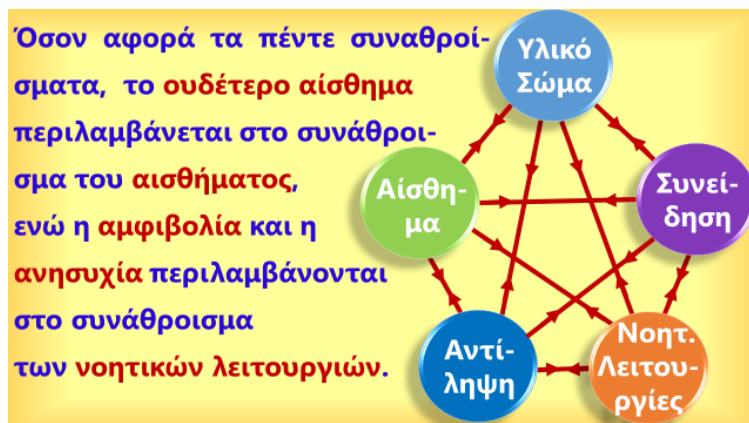 Όσον αφορά τα πέντε συναθροί-
σματα, το ουδέτερο αίσθημα
περιλαμβάνεται στο συνάθροι-
σμα του αισθήματος,
ενώ η αμφιβολία και η
ανησυχία περιλαμβάνονται
στο συνάθροισμα
των νοητικών λειτουργιών.
Υλικό
Σώμα
Αίσθη-
μα
Συνεί-
δηση
Αντί-
ληψη
Νοητ.
Λειτου-
ργίες